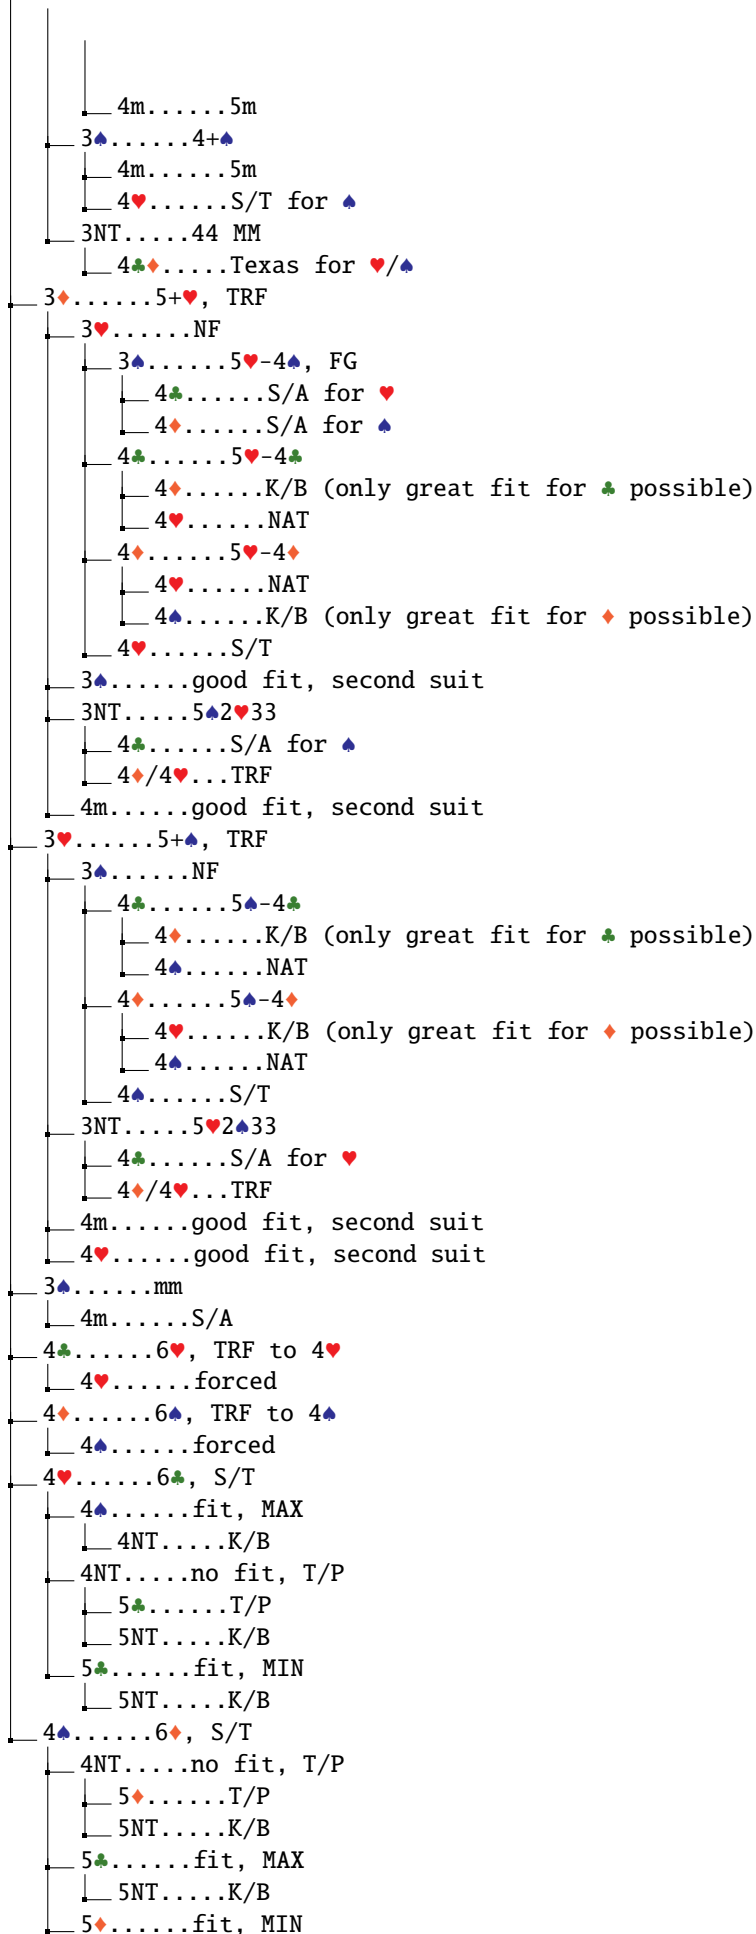 4m......5m
3♠......4+♠
4m......5m
4♥......S/T for ♠
3NT.....44 MM
4♣♦.....Texas for ♥/♠
3♦......5+♥, TRF
3♥......NF
3♠......5♥-4♠, FG
4♣......S/A for ♥
4♦......S/A for ♠
4♣......5♥-4♣
4♦......K/B (only great fit for ♣ possible)
4♥......NAT
4♦......5♥-4♦
4♥......NAT
4♠......K/B (only great fit for ♦ possible)
4♥......S/T
3♠......good fit, second suit
3NT.....5♠2♥33
4♣......S/A for ♠
4♦/4♥...TRF
4m......good fit, second suit
3♥......5+♠, TRF
3♠......NF
4♣......5♠-4♣
4♦......K/B (only great fit for ♣ possible)
4♠......NAT
4♦......5♠-4♦
4♥......K/B (only great fit for ♦ possible)
4♠......NAT
4♠......S/T
3NT.....5♥2♠33
4♣......S/A for ♥
4♦/4♥...TRF
4m......good fit, second suit
4♥......good fit, second suit
3♠......mm
4m......S/A
4♣......6♥, TRF to 4♥
4♥......forced
4♦......6♠, TRF to 4♠
4♠......forced
4♥......6♣, S/T
4♠......fit, MAX
4NT.....K/B
4NT.....no fit, T/P
5♣......T/P
5NT.....K/B
5♣......fit, MIN
5NT.....K/B
4♠......6♦, S/T
4NT.....no fit, T/P
5♦......T/P
5NT.....K/B
5♣......fit, MAX
5NT.....K/B
5♦......fit, MIN